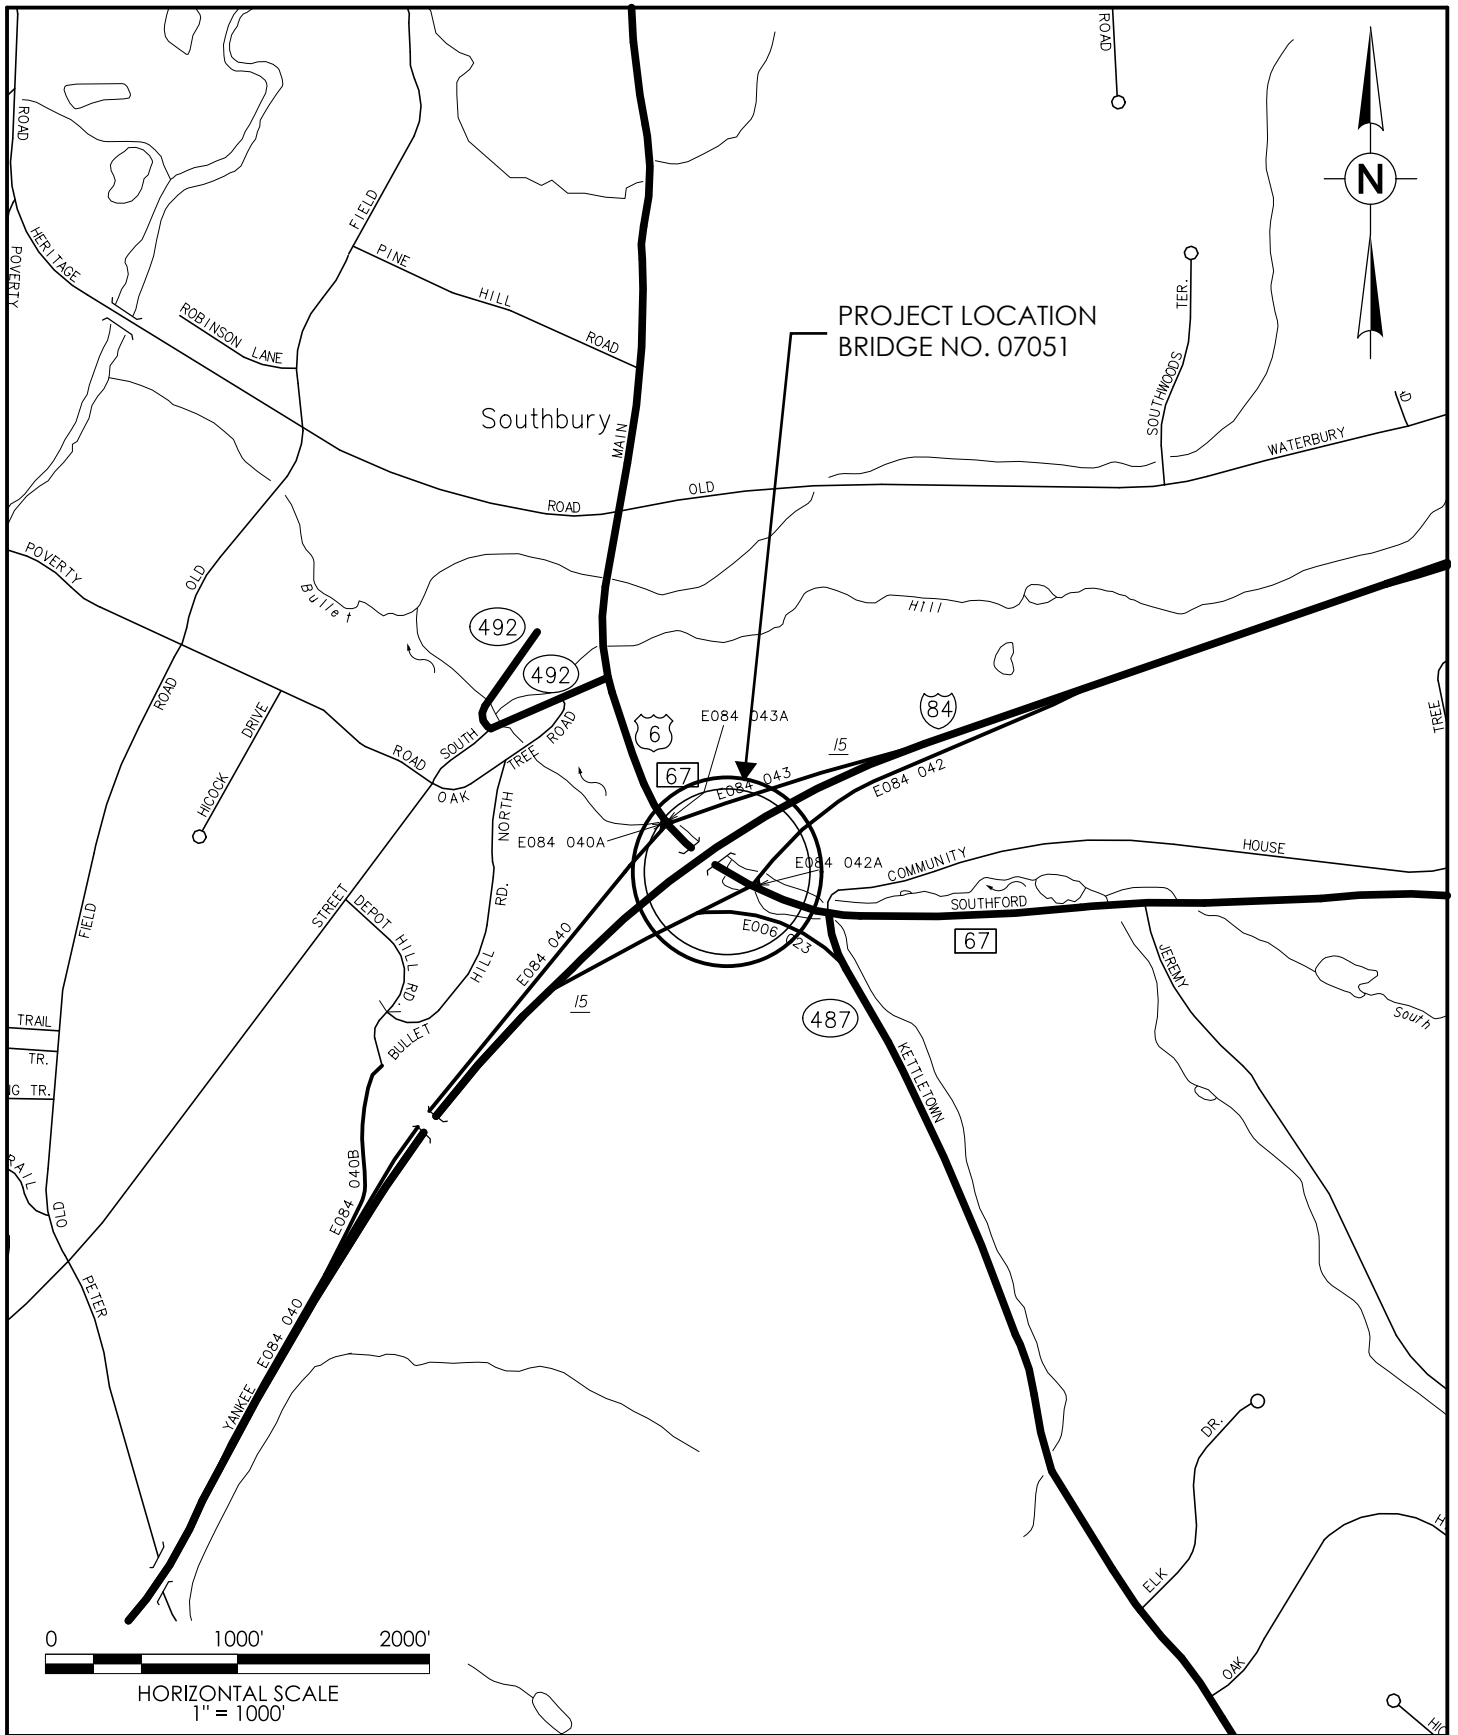 ROAD
ROAD
N
FIELD
HERITAGE
POVERTY
PINE
HILL
ROAD
TER.
PROJECT LOCATION
BRIDGE NO. 07051
ROBINSON LANE
SOUTHWOODS
Southbury
MAIN
WATERBURY
ROAD
OLD
POVERTY
OLD
Bullet
Hill
492
492
ROAD
DRIVE
HICOCK
ROAD
SOUTH
TREE ROAD
OAK
6
E084 043A
84
15
67
E084 043
E084 042
TREE
NORTH
E084 040A
E084 042A
COMMUNITY
HOUSE
STREET
DEPOT HILL RD.
RD.
HILL
SOUTHFORD
67
FIELD
E084 040
E006 023
JEREMY
15
487
South
TRAIL
TR.
IG TR.
BULLET
KETTLETOWN
RAIL
E084 040B
OLD
PETER
E084 040
YANKEE
DR.
ELK
OAK
H
HIC
0 1000' 2000'
HORIZONTAL SCALE
1" = 1000'